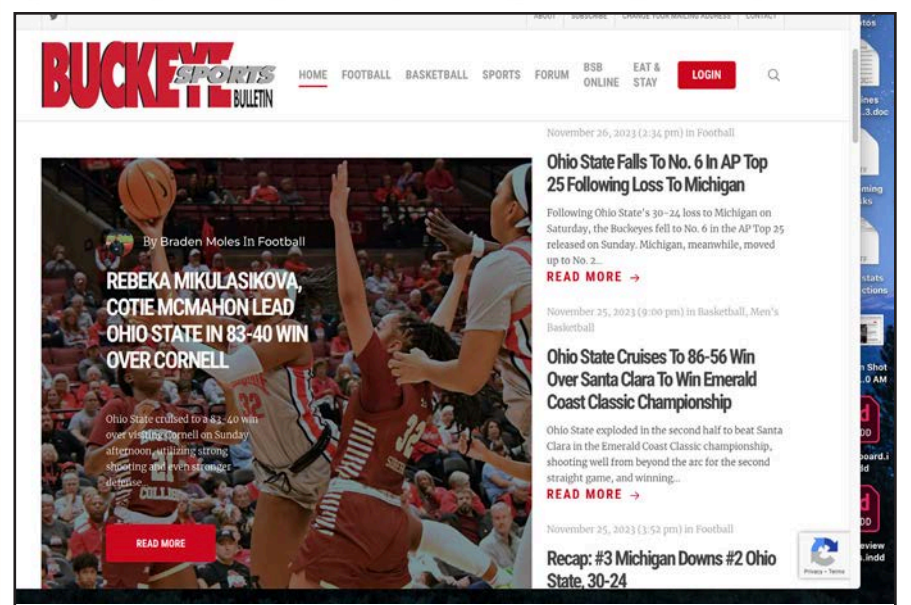 ABOUT SUBSCRIBE CHANGE YOUR MAILING ADDRESS CONTACT
BUCKEYE
SPORTS
BULLETIN
HOME FOOTBALL BASKETBALL SPORTS FORUM BSB ONLINE EAT & STAY LOGIN
By Braden Moles In Football
REBEKA MIKULASIKOVA,
COTIE MCMAHON LEAD
OHIO STATE IN 83-40 WIN
OVER CORNELL
Ohio State cruised to a 83-40 win
over visiting Cornell on Sunday
afternoon, utilizing strong
shooting and even stronger
defense...
READ MORE
32
November 26, 2023 (2:34 pm) in Football
Ohio State Falls To No. 6 In AP Top
25 Following Loss To Michigan
Following Ohio State's 30-24 loss to Michigan on
Saturday, the Buckeyes fell to No. 6 in the AP Top 25
released on Sunday. Michigan, meanwhile, moved
up to No. 2...
READ MORE →
November 25, 2023 (9:00 pm) in Basketball, Men's
Basketball
Ohio State Cruises To 86-56 Win
Over Santa Clara To Win Emerald
Coast Classic Championship
Ohio State exploded in the second half to beat Santa
Clara in the Emerald Coast Classic championship,
shooting well from beyond the arc for the second
straight game, and winning...
READ MORE →
November 25, 2023 (3:52 pm) in Football
Recap: #3 Michigan Downs #2 Ohio
State, 30-24
Privacy - Terms
.3.doc
stats
Shot
.0 AM
.indd